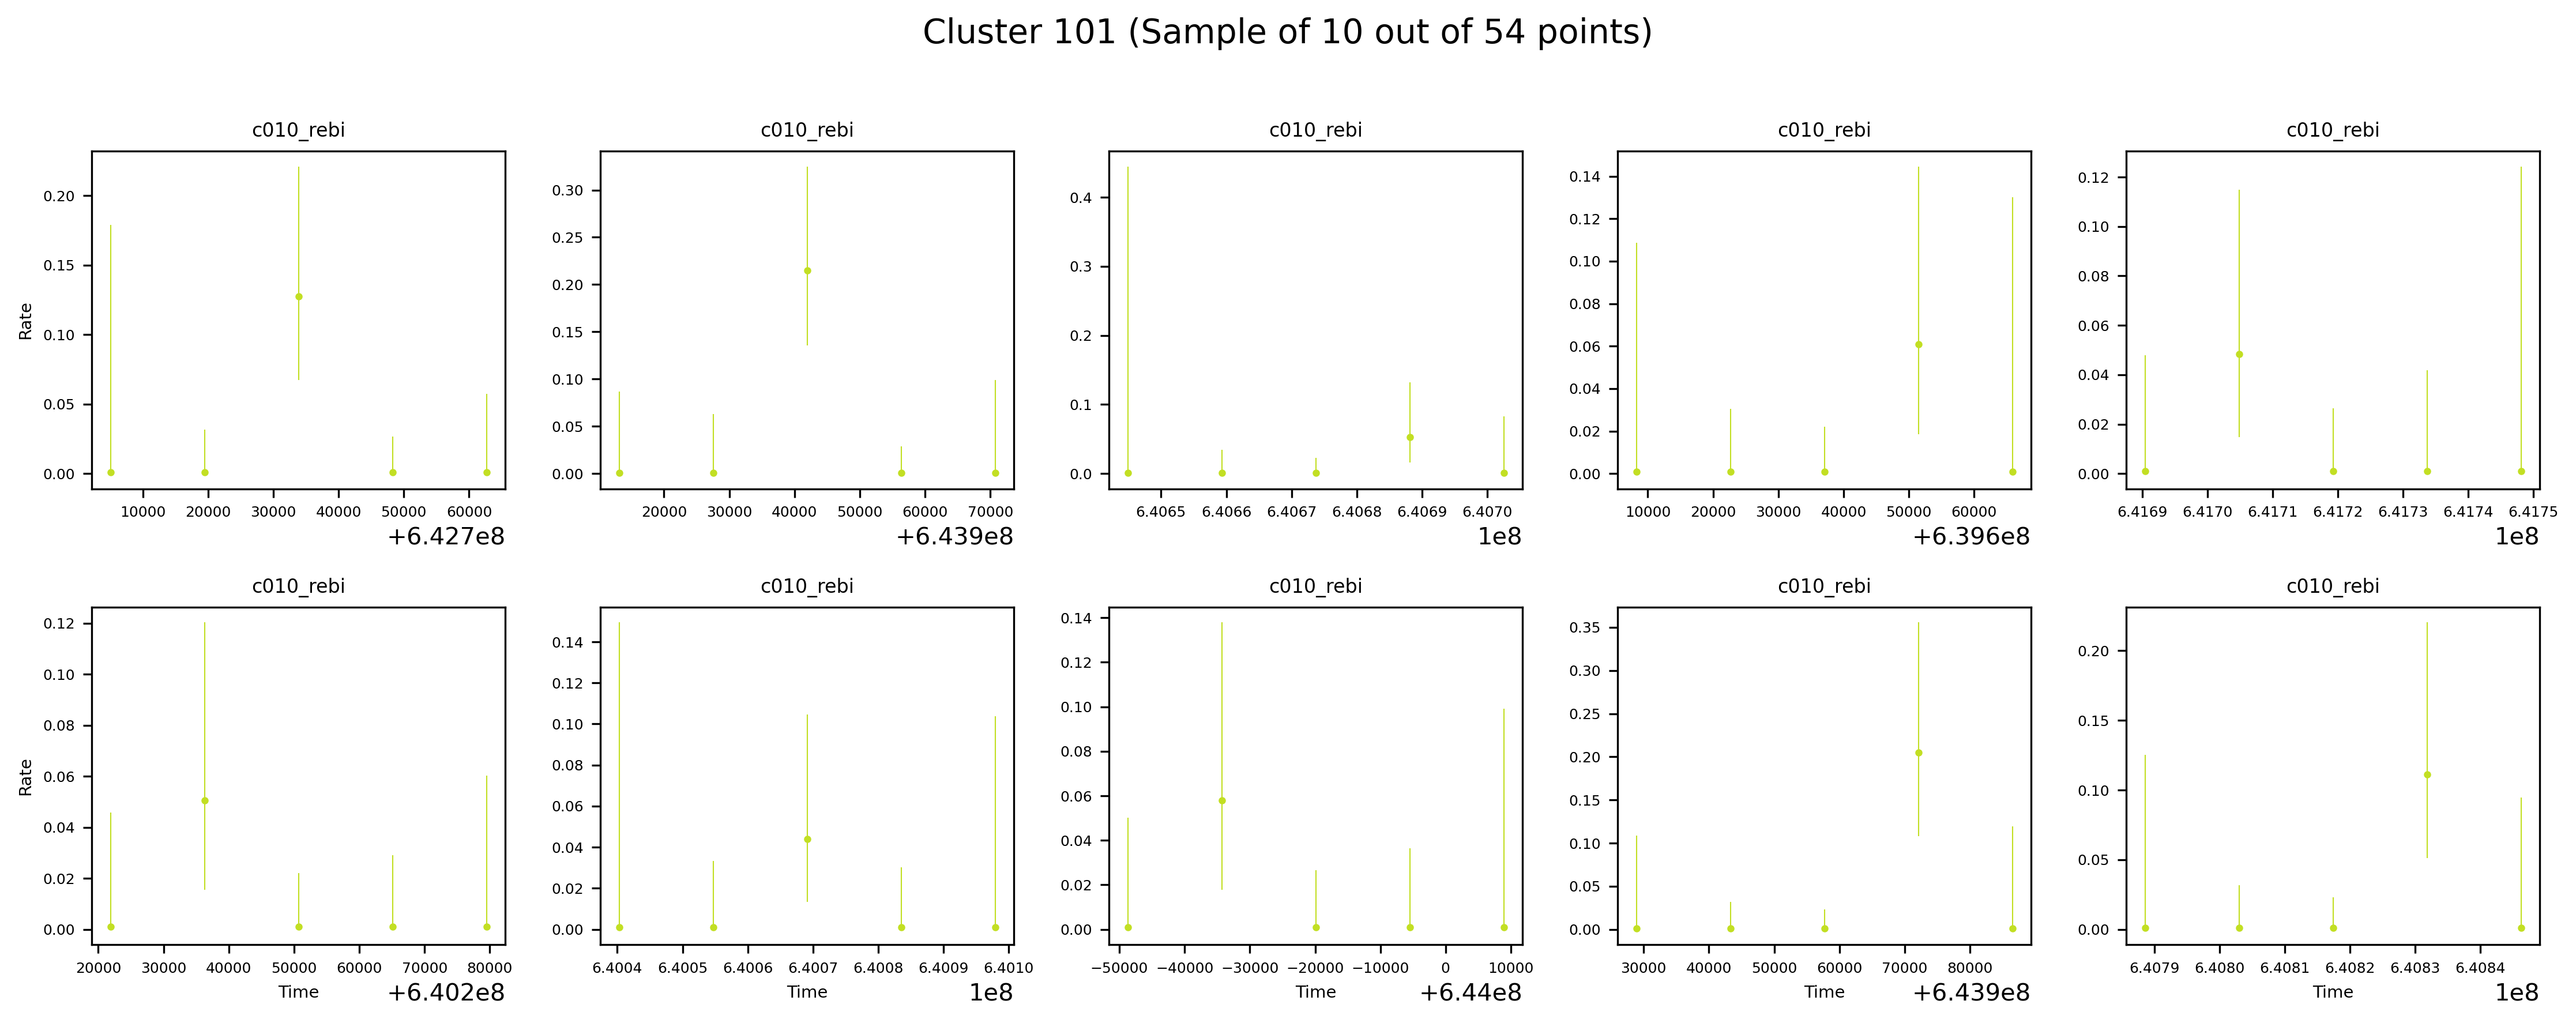 Cluster 101 (Sample of 10 out of 54 points)
c010_rebi c010_rebi c010_rebi c010_rebi c010_rebi
Rate
0.20
0.15
0.10
0.05
0.00
10000 20000 30000 40000 50000 60000
+6.427e8
0.30
0.25
0.20
0.15
0.10
0.05
0.00
20000 30000 40000 50000 60000 70000
+6.439e8
0.4
0.3
0.2
0.1
0.0
6.4065 6.4066 6.4067 6.4068 6.4069 6.4070
1e8
0.14
0.12
0.10
0.08
0.06
0.04
0.02
0.00
10000 20000 30000 40000 50000 60000
+6.396e8
0.12
0.10
0.08
0.06
0.04
0.02
0.00
6.4169 6.4170 6.4171 6.4172 6.4173 6.4174 6.4175
1e8
c010_rebi c010_rebi c010_rebi c010_rebi c010_rebi
Rate
0.12
0.10
0.08
0.06
0.04
0.02
0.00
20000 30000 40000 50000 60000 70000 80000
Time +6.402e8
0.14
0.12
0.10
0.08
0.06
0.04
0.02
0.00
6.4004 6.4005 6.4006 6.4007 6.4008 6.4009 6.4010
Time 1e8
0.14
0.12
0.10
0.08
0.06
0.04
0.02
0.00
−50000 −40000 −30000 −20000 −10000 0 10000
Time +6.44e8
0.35
0.30
0.25
0.20
0.15
0.10
0.05
0.00
30000 40000 50000 60000 70000 80000
Time +6.439e8
0.20
0.15
0.10
0.05
0.00
6.4079 6.4080 6.4081 6.4082 6.4083 6.4084
Time 1e8